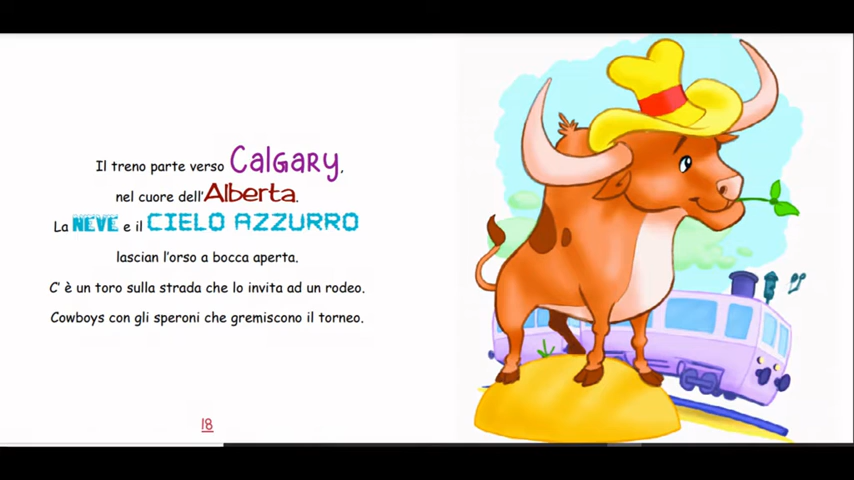 Il treno parte verso Calgary,
nel cuore dell'Alberta.
La NEVE e il CIELO AZZURRO
lascian l'orso a bocca aperta.
C' è un toro sulla strada che lo invita ad un rodeo.
Cowboys con gli speroni che gremiscono il torneo.
18